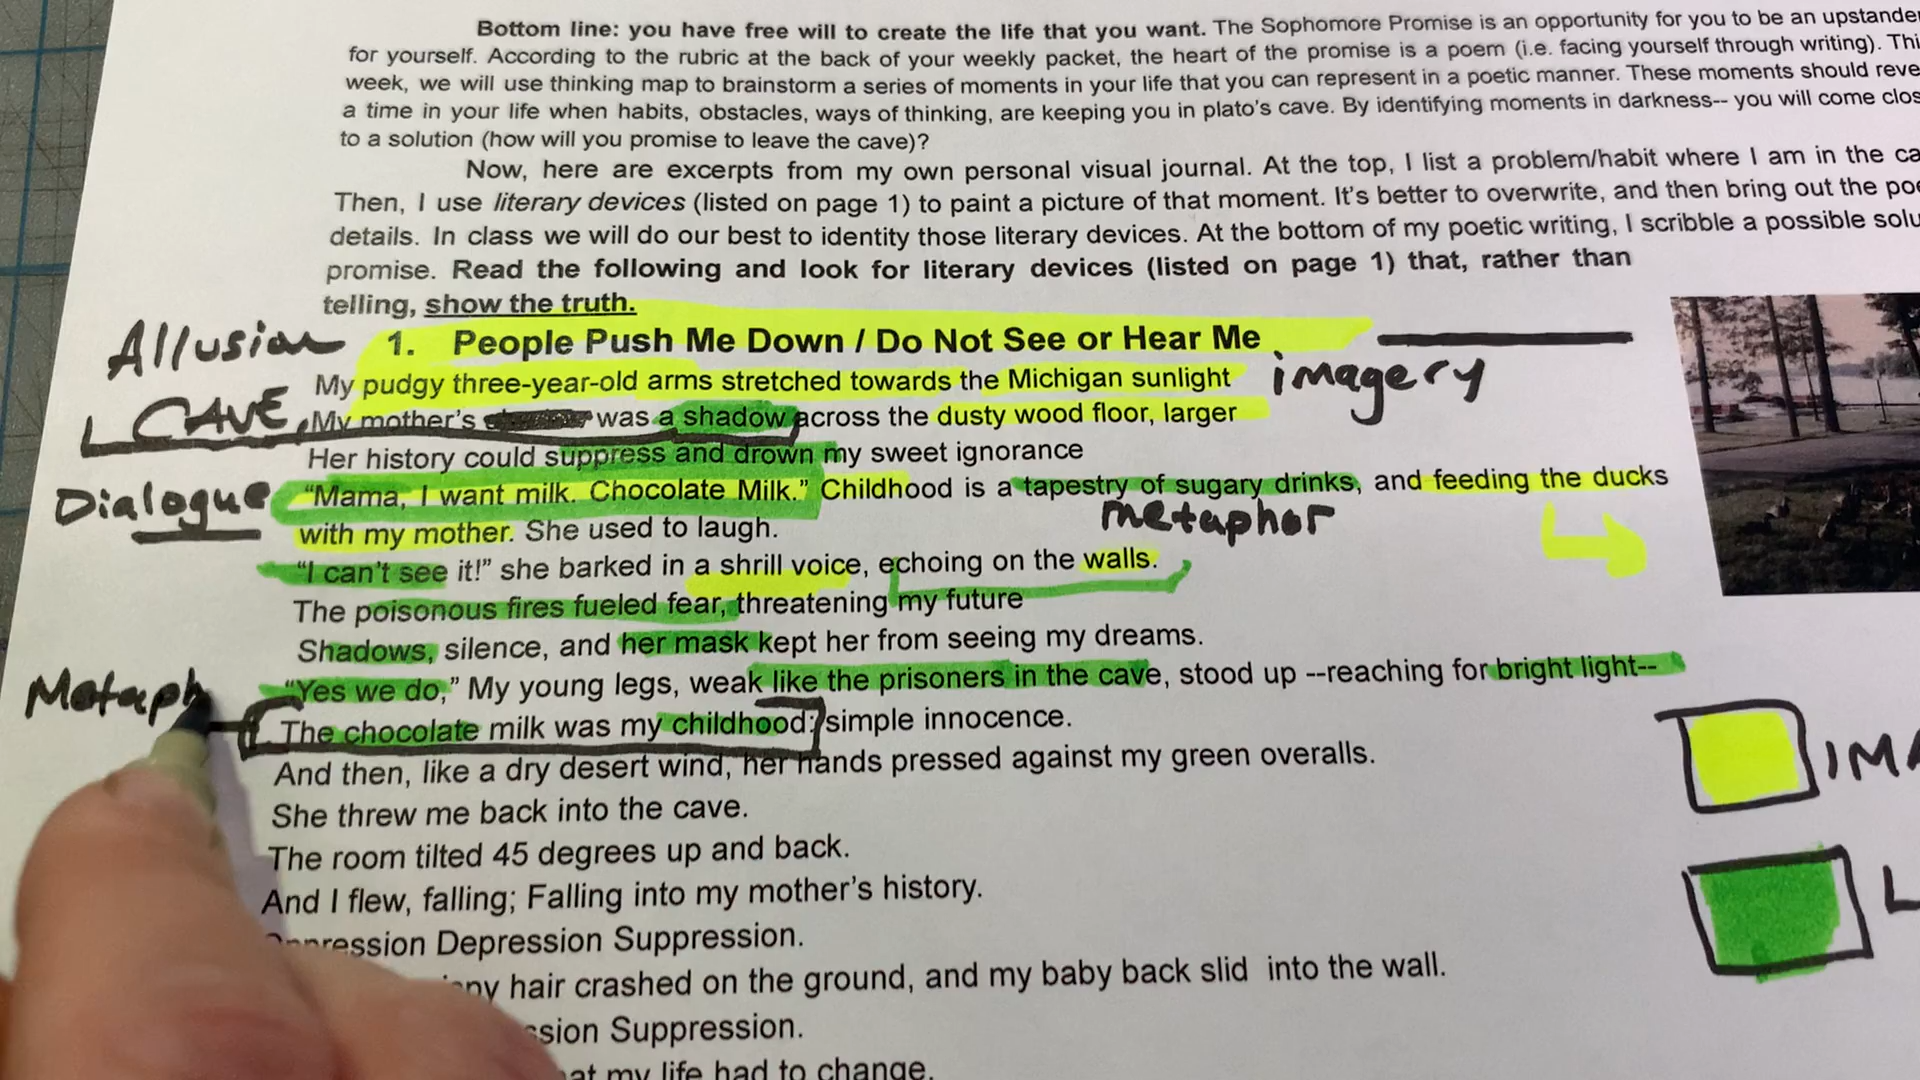 Bottom line: you have free will to create the life that you want. The Sophomore Promise is an opportunity for you to be an upstander
for yourself. According to the rubric at the back of your weekly packet, the heart of the promise is a poem (i.e. facing yourself through writing). Thi
week, we will use thinking map to brainstorm a series of moments in your life that you can represent in a poetic manner. These moments should reve
a time in your life when habits, obstacles, ways of thinking, are keeping you in plato's cave. By identifying moments in darkness-- you will come clos
to a solution (how will you promise to leave the cave)?
Now, here are excerpts from my own personal visual journal. At the top, I list a problem/habit where I am in the ca
Then, I use literary devices (listed on page 1) to paint a picture of that moment. It's better to overwrite, and then bring out the poe
details. In class we will do our best to identity those literary devices. At the bottom of my poetic writing, I scribble a possible solu
promise. Read the following and look for literary devices (listed on page 1) that, rather than
telling, show the truth.
Allusion
1. People Push Me Down / Do Not See or Hear Me
My pudgy three-year-old arms stretched towards the Michigan sunlight
imagery
CAVE
My mother's was a shadow across the dusty wood floor, larger
Her history could suppress and drown my sweet ignorance
Dialogue
"Mama, I want milk. Chocolate Milk." Childhood is a tapestry of sugary drinks, and feeding the ducks
metaphor
with my mother. She used to laugh.
"I can't see it!" she barked in a shrill voice, echoing on the walls.
The poisonous fires fueled fear, threatening my future
Shadows, silence, and her mask kept her from seeing my dreams.
Metaph
"Yes we do," My young legs, weak like the prisoners in the cave, stood up --reaching for bright light--
The chocolate milk was my childhood: simple innocence.
And then, like a dry desert wind, her hands pressed against my green overalls.
IMA
She threw me back into the cave.
The room tilted 45 degrees up and back.
And I flew, falling; Falling into my mother's history.
L
ression Depression Suppression.
ny hair crashed on the ground, and my baby back slid into the wall.
ssion Suppression.
at my life had to change.